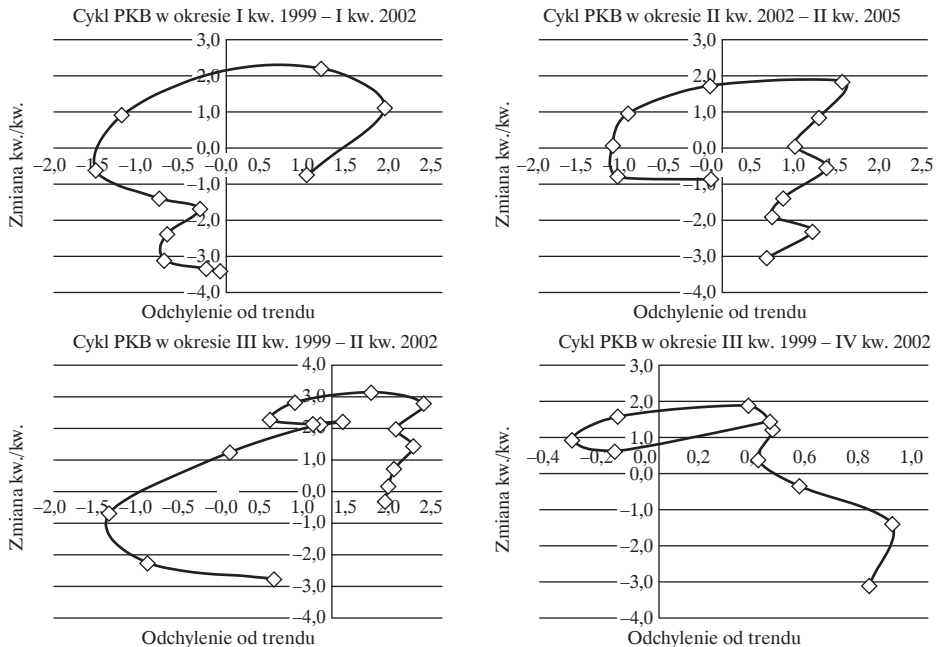 Cykl PKB w okresie I kw. 1999 – I kw. 2002
3,0
2,0
1,0
0,0
–2,0 –1,5 –1,0 –0,5 0,0 0,5 1,0 1,5 2,0 2,5
–1,0
–2,0
–3,0
–4,0
Zmiana kw./kw.
Odchylenie od trendu
Cykl PKB w okresie II kw. 2002 – II kw 2005
3,0
2,0
1,0
0,0
–2,0 –1,5 –1,0 –0,5 0,0 0,5 1,0 1,5 2,0 2,5
–1,0
–2,0
–3,0
–4,0
Zmiana kw./kw.
Odchylenie od trendu
Cykl PKB w okresie III kw. 1999 – II kw. 2002
4,0
3,0
2,0
1,0
0,0
–2,0 –1,5 –1,0 –0,5 0,5 1,0 1,5 2,0 2,5
–1,0
–2,0
–3,0
–4,0
Zmiana kw./kw.
Odchylenie od trendu
Cykl PKB w okresie III kw. 1999 – IV kw. 2002
3,0
2,0
1,0
0,0
–0,4 –0,2 0,0 0,2 0,4 0,6 0,8 1,0
–1,0
–2,0
–3,0
–4,0
Zmiana kw./kw.
Odchylenie od trendu